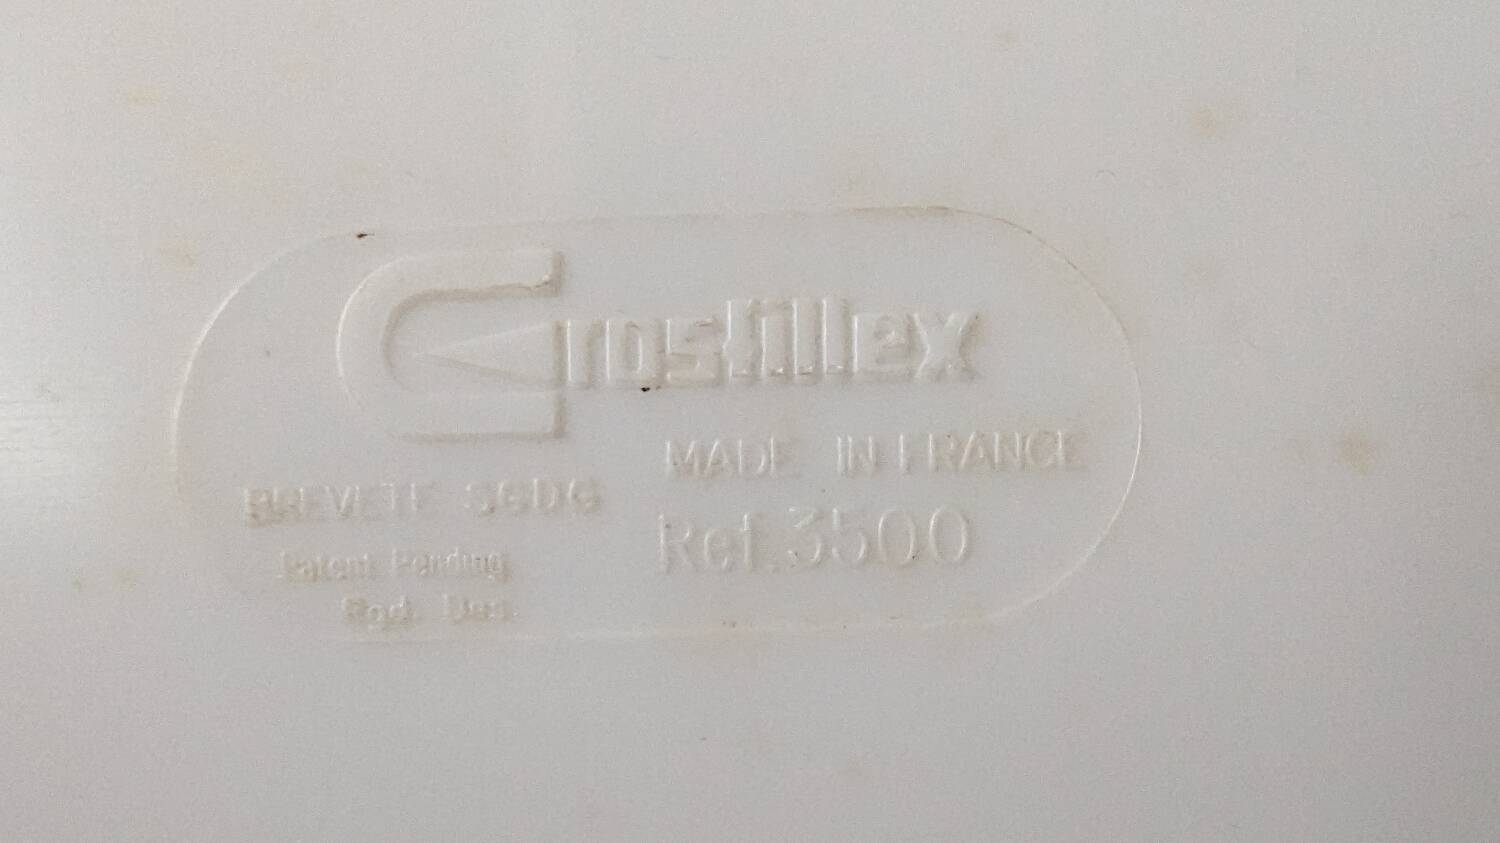 Grosfillex
MADE IN FRANCE
BREVETE SGDG
Ref.3500
Patent Pending
Rgd. Des.